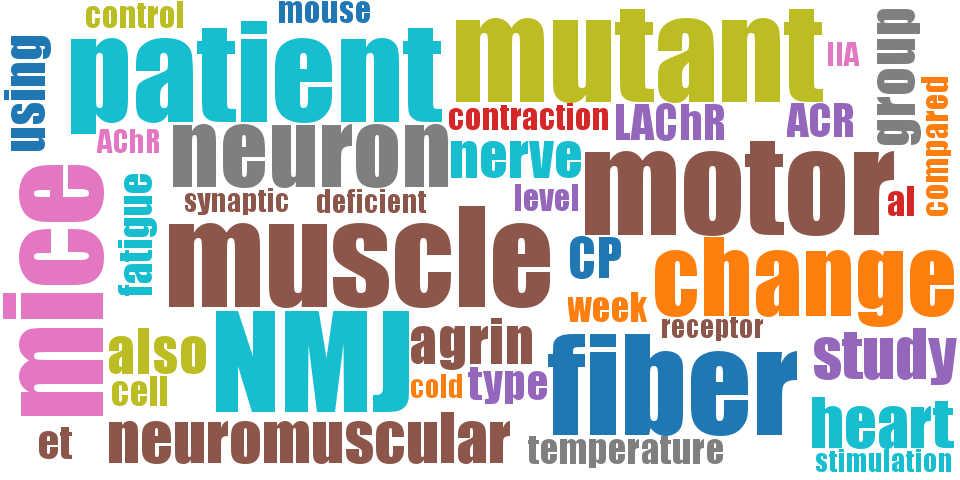 control
mouse
patient
mutant
IIA
group
using
contraction
LAChR
ACR
compared
AChR
neuron
nerve
motor
mice
fatigue
synaptic
deficient
level
al
muscle
CP
change
week
receptor
also
NMJ
agrin
fiber
study
cell
cold
type
heart
et
neuromuscular
temperature
stimulation